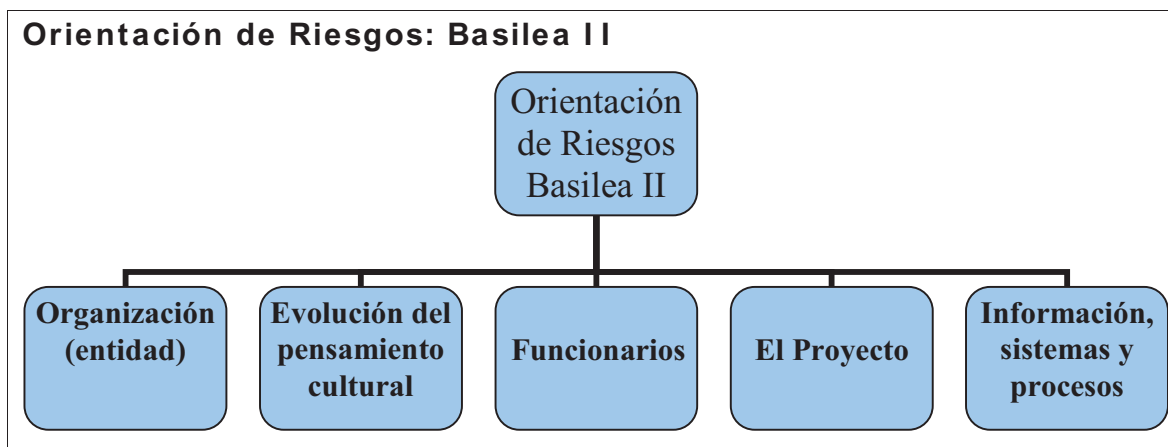 Orientación de Riesgos: Basilea II
Orientación
de Riesgos
Basilea II
Organización
(entidad)
Evolución del
pensamiento
cultural
Funcionarios
El Proyecto
Información,
sistemas y
procesos